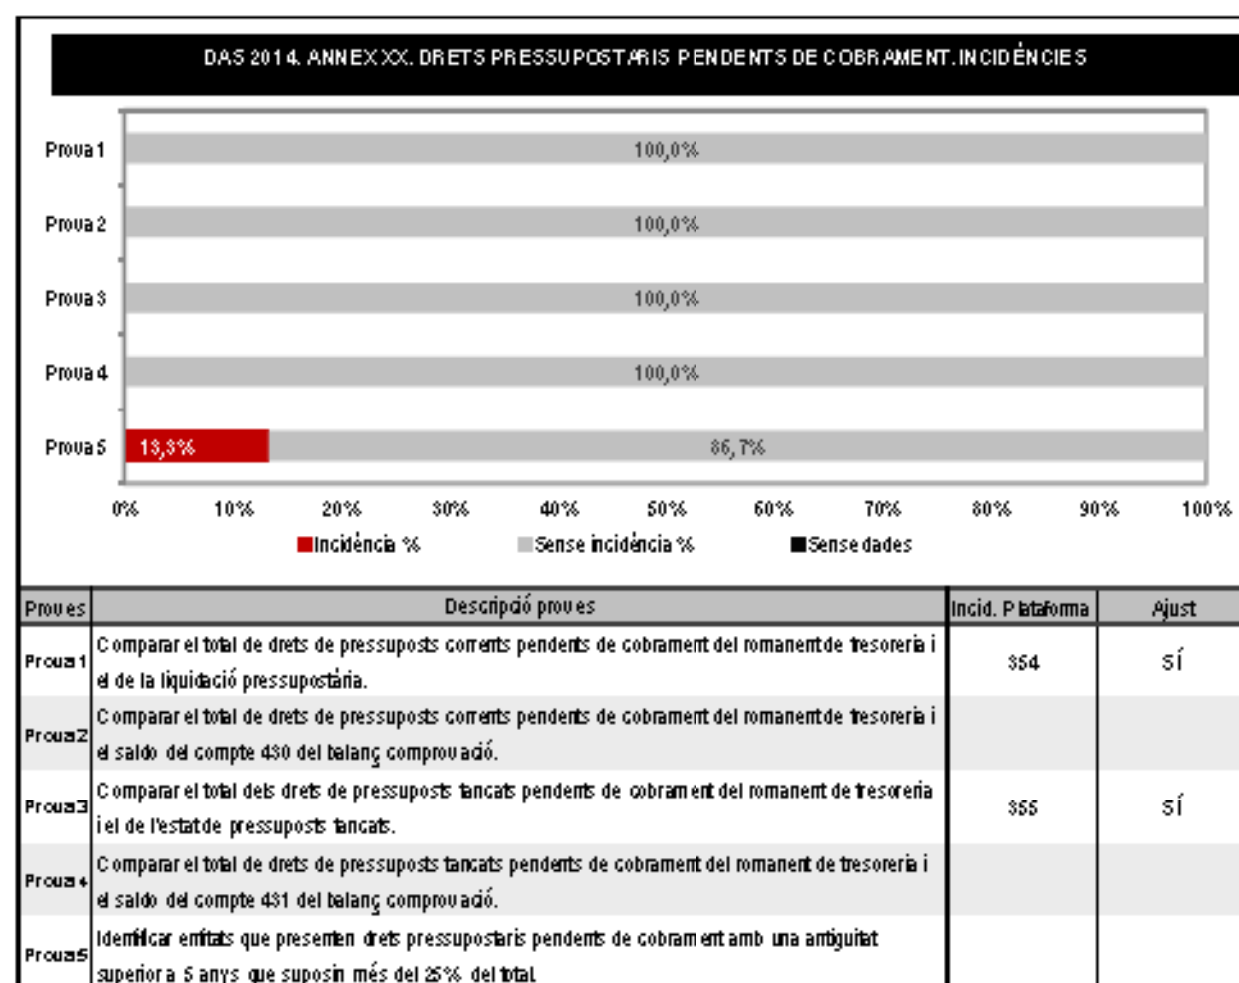 DAS 2014. ANNEX XX. DRETS PRESSUPOSTARIS PENDENTS DE COBRAMENT. INCIDÈNCIES
Prova 1 100,0%
Prova 2 100,0%
Prova 3 100,0%
Prova 4 100,0%
Prova 5 13,3% 86,7%
0% 10% 20% 30% 40% 50% 60% 70% 80% 90% 100%
Incidència % Sense incidència % Sense dades
Proves Descripció proves Incid. Plataforma Ajust
Prova 1 Comparar el total de drets de pressuposts corrents pendents de cobrament del romanent de tresoreria i 354 SÍ
el de la liquidació pressupostària.
Prova 2 Comparar el total de drets de pressuposts corrents pendents de cobrament del romanent de tresoreria i
el saldo del compte 430 del balanç comprovació.
Prova 3 Comparar el total dels drets de pressuposts tancats pendents de cobrament del romanent de tresoreria 355 SÍ
i el de l'estat de pressuposts tancats.
Prova 4 Comparar el total de drets de pressuposts tancats pendents de cobrament del romanent de tresoreria i
el saldo del compte 431 del balanç comprovació.
Prova 5 Identificar entitats que presenten drets pressupostaris pendents de cobrament amb una antiguitat
superior a 5 anys que suposin més del 25% del total.